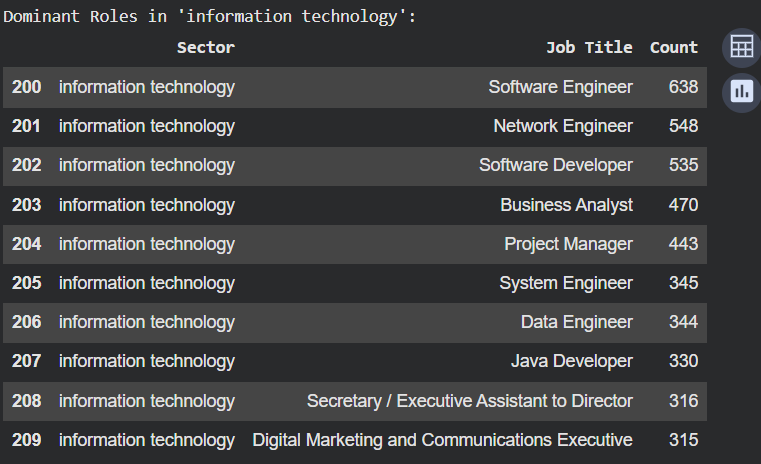 Dominant Roles in 'information technology':
Sector Job Title Count
200 information technology Software Engineer 638
201 information technology Network Engineer 548
202 information technology Software Developer 535
203 information technology Business Analyst 470
204 information technology Project Manager 443
205 information technology System Engineer 345
206 information technology Data Engineer 344
207 information technology Java Developer 330
208 information technology Secretary / Executive Assistant to Director 316
209 information technology Digital Marketing and Communications Executive 315